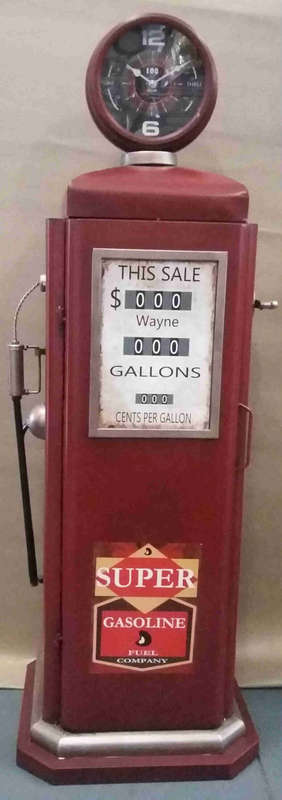 12
6
THIS SALE
$ 000
Wayne
000
GALLONS
000
CENTS PER GALLON
SUPER
GASOLINE
FUEL
COMPANY